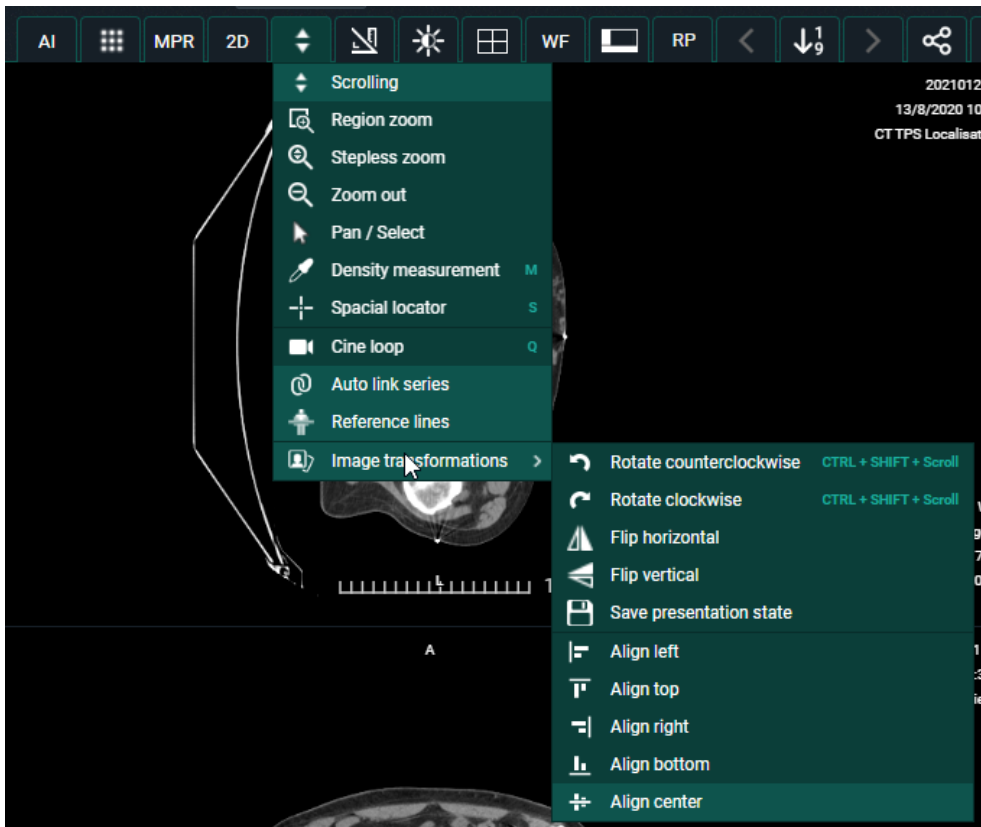 AI MPR 2D WF RP 1 9
2021012
13/8/2020 10
CT TPS Localisat
Scrolling
Region zoom
Stepless zoom
Zoom out
Pan / Select
Density measurement M
Spacial locator S
Cine loop Q
Auto link series
Reference lines
Image transformations
Rotate counterclockwise CTRL + SHIFT + Scroll
Rotate clockwise CTRL + SHIFT + Scroll
Flip horizontal
Flip vertical
Save presentation state
Align left
Align top
Align right
Align bottom
Align center
L
A